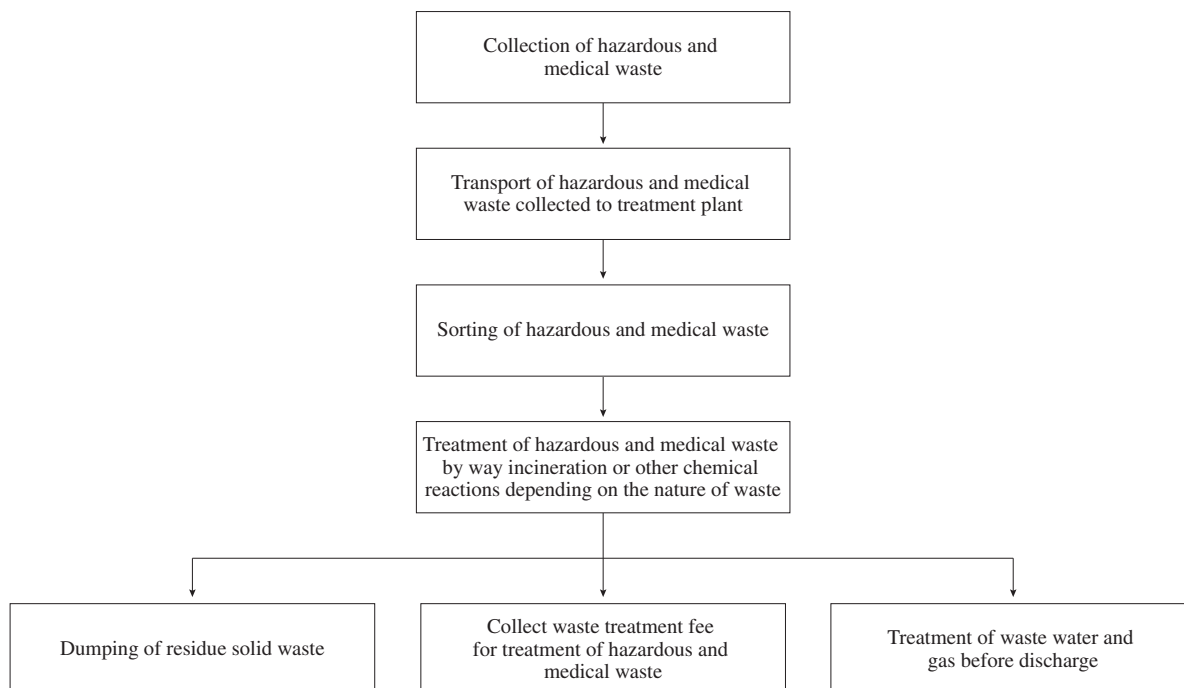 Collection of hazardous and
medical waste
Transport of hazardous and medical
waste collected to treatment plant
Sorting of hazardous and medical waste
Treatment of hazardous and medical waste
by way incineration or other chemical
reactions depending on the nature of waste
Dumping of residue solid waste
Collect waste treatment fee
for treatment of hazardous and
medical waste
Treatment of waste water and
gas before discharge